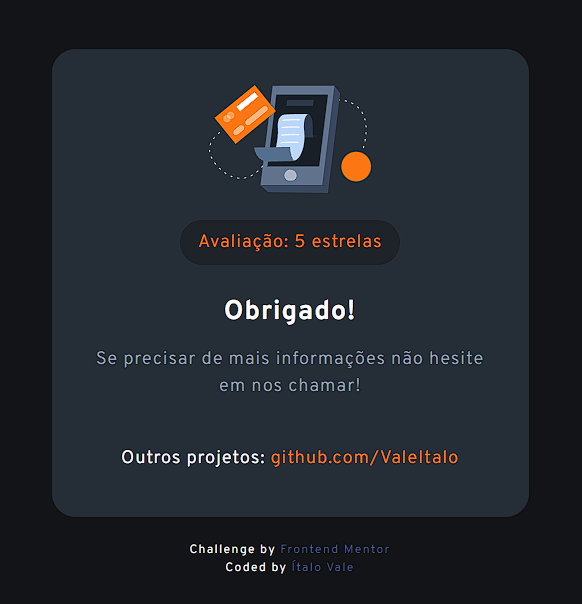 Avaliação: 5 estrelas
Obrigado!
Se precisar de mais informações não hesite
em nos chamar!
Outros projetos: github.com/ValeItalo
Challenge by Frontend Mentor
Coded by Ítalo Vale